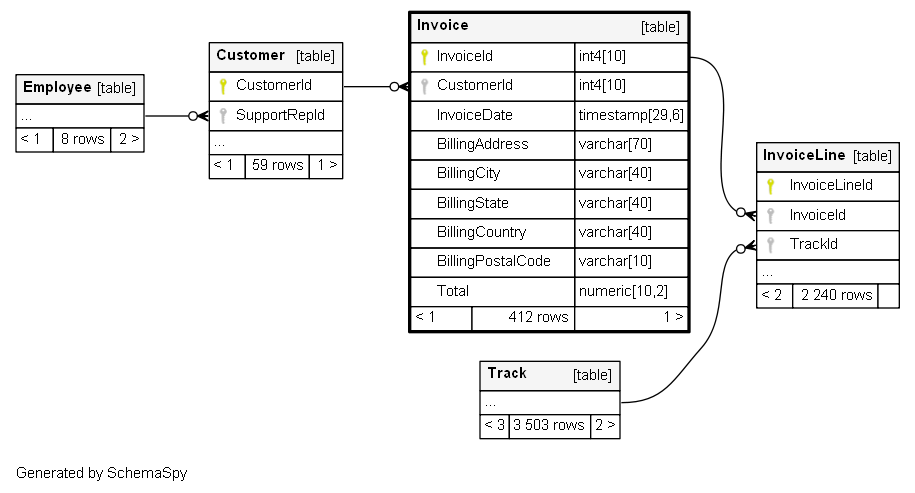 Employee [table]
...
< 1 8 rows 2 >
Customer [table]
CustomerId
SupportRepId
...
< 1 59 rows 1 >
Invoice [table]
InvoiceId int4[10]
CustomerId int4[10]
InvoiceDate timestamp[29,6]
BillingAddress varchar[70]
BillingCity varchar[40]
BillingState varchar[40]
BillingCountry varchar[40]
BillingPostalCode varchar[10]
Total numeric[10,2]
< 1 412 rows 1 >
InvoiceLine [table]
InvoiceLineId
InvoiceId
TrackId
...
< 2 2 240 rows
Track [table]
...
< 3 3 503 rows 2 >
Generated by SchemaSpy